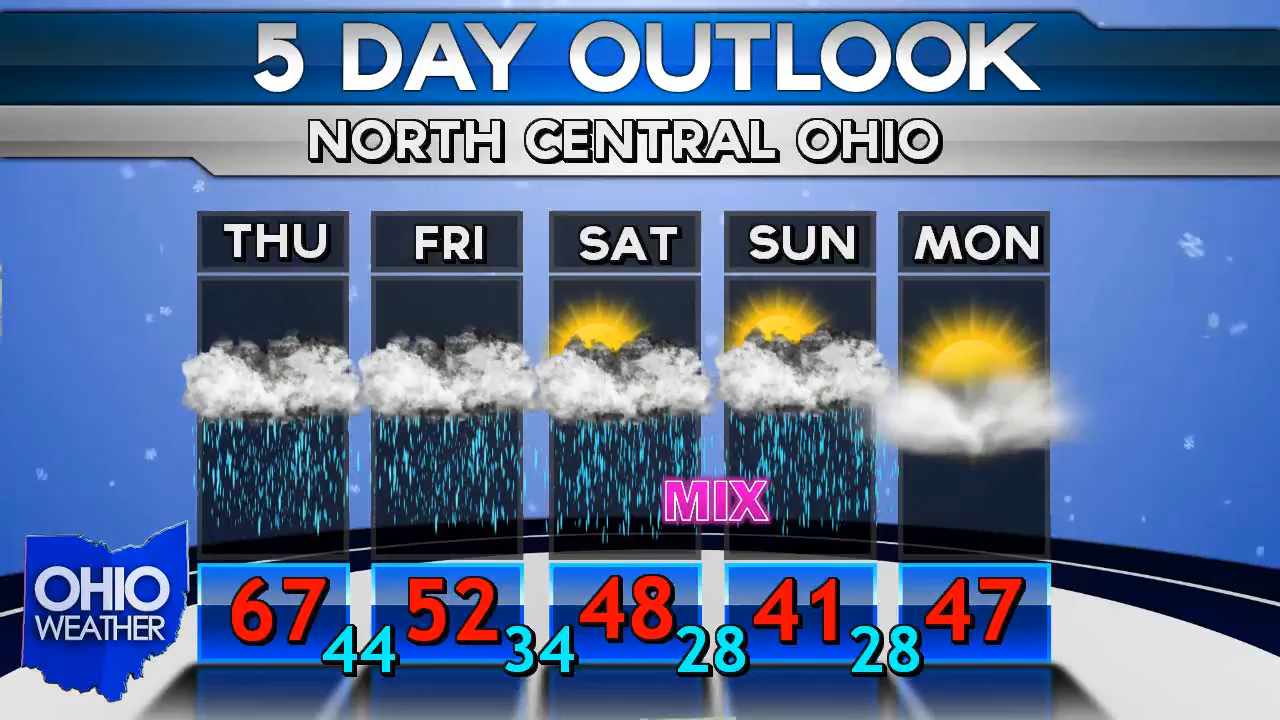 5 DAY OUTLOOK
NORTH CENTRAL OHIO
THU FRI SAT SUN MON
MIX
67 52 48 41 47
44 34 28 28
OHIO
WEATHER